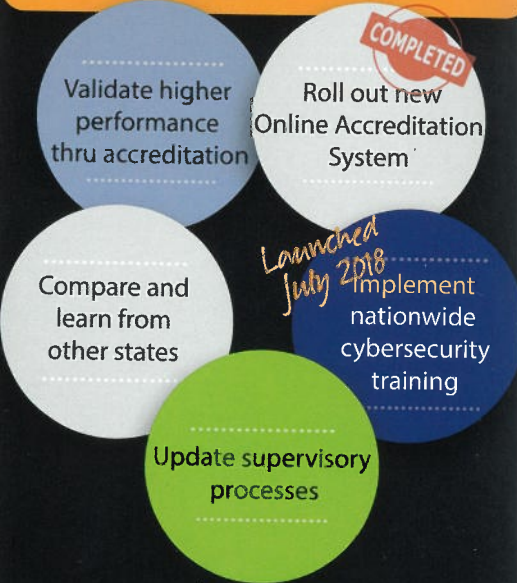 COMPLETED
Validate higher
performance
thru accreditation
Roll out new
Online Accreditation
System
Launched
July 2018
Compare and
learn from
other states
Implement
nationwide
cybersecurity
training
Update supervisory
processes